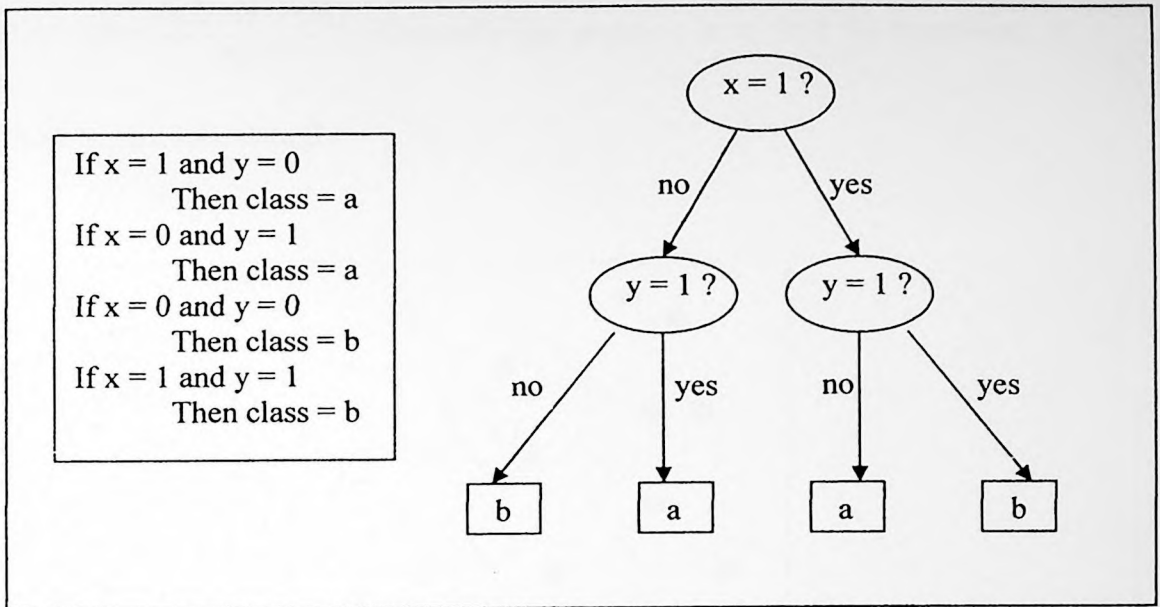 If x = 1 and y = 0
Then class = a
If x = 0 and y = 1
Then class = a
If x = 0 and y = 0
Then class = b
If x = 1 and y = 1
Then class = b
x = 1 ?
no
yes
y = 1 ?
y = 1 ?
no
yes
no
yes
b
a
a
b